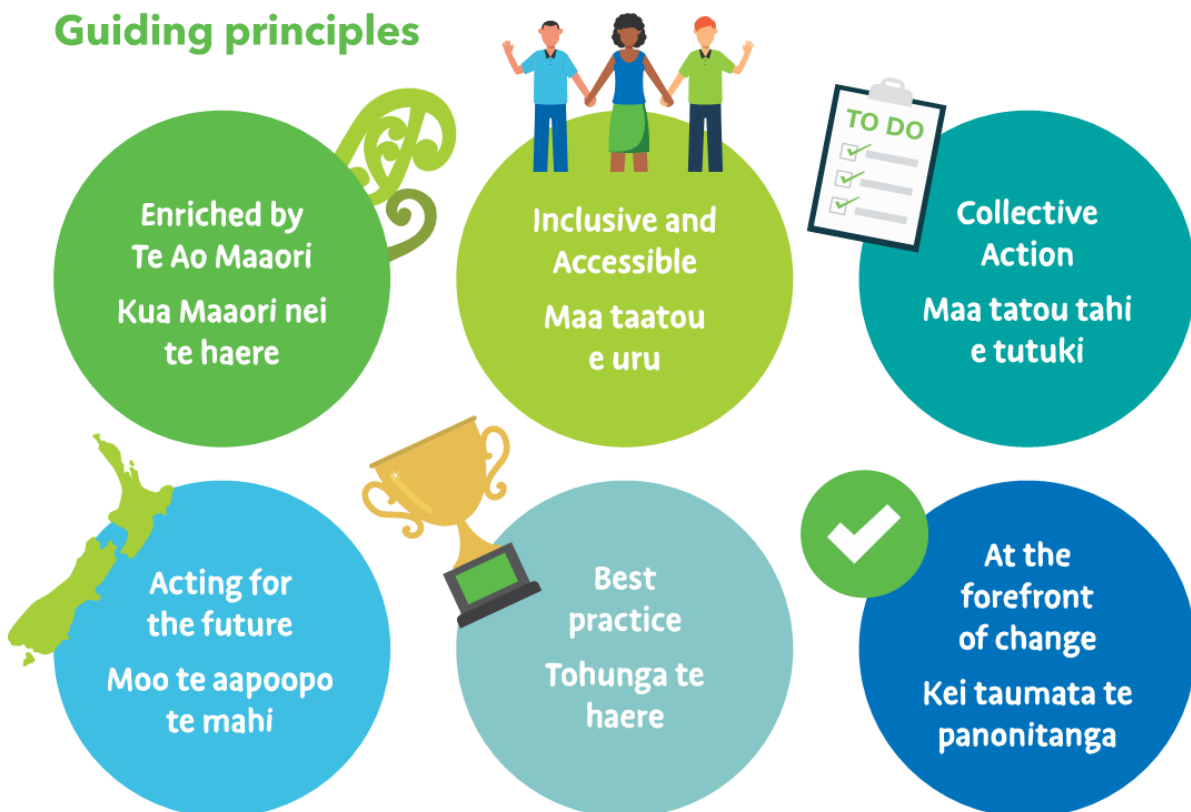 Guiding principles
Enriched by
Te Ao Maaori
Kua Maaori nei
te haere
Inclusive and
Accessible
Maa taatou
e uru
TO DO
Collective
Action
Maa tatou tahi
e tutuki
Acting for
the future
Moo te aapoopo
te mahi
Best
practice
Tohunga te
haere
At the
forefront
of change
Kei taumata te
panonitanga